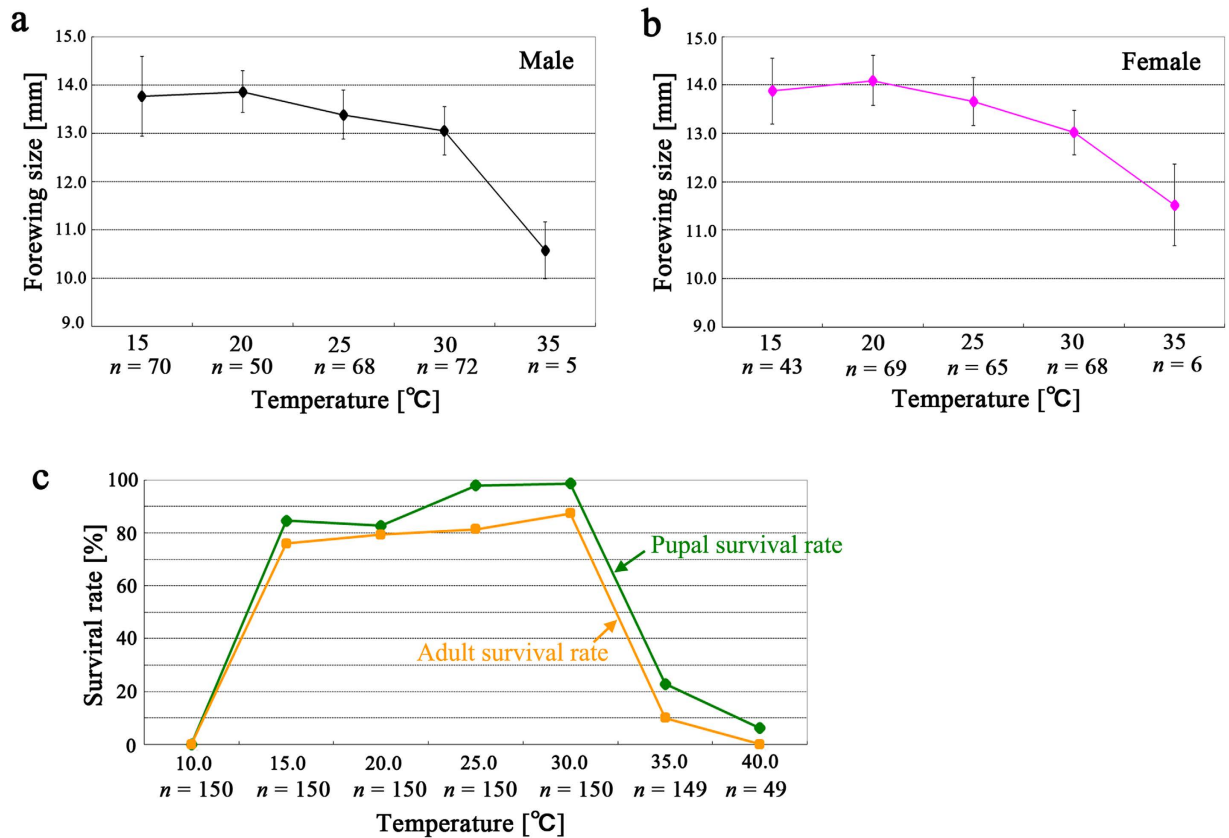 a
15.0
14.0
13.0
12.0
11.0
10.0
9.0
Forewing size [mm]
Male
15 20 25 30 35
n = 70 n = 50 n = 68 n = 72 n = 5
Temperature [℃]
b
15.0
14.0
13.0
12.0
11.0
10.0
9.0
Forewing size [mm]
Female
15 20 25 30 35
n = 43 n = 69 n = 65 n = 68 n = 6
Temperature [℃]
c
100
80
60
40
20
0
Surviral rate [%]
Pupal survival rate
Adult survival rate
10.0 15.0 20.0 25.0 30.0 35.0 40.0
n = 150 n = 150 n = 150 n = 150 n = 150 n = 149 n = 49
Temperature [℃]